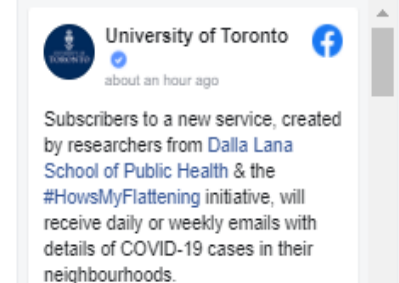 University of Toronto
about an hour ago
Subscribers to a new service, created
by researchers from Dalla Lana
School of Public Health & the
#HowsMyFlattening initiative, will
receive daily or weekly emails with
details of COVID-19 cases in their
neighbourhoods.